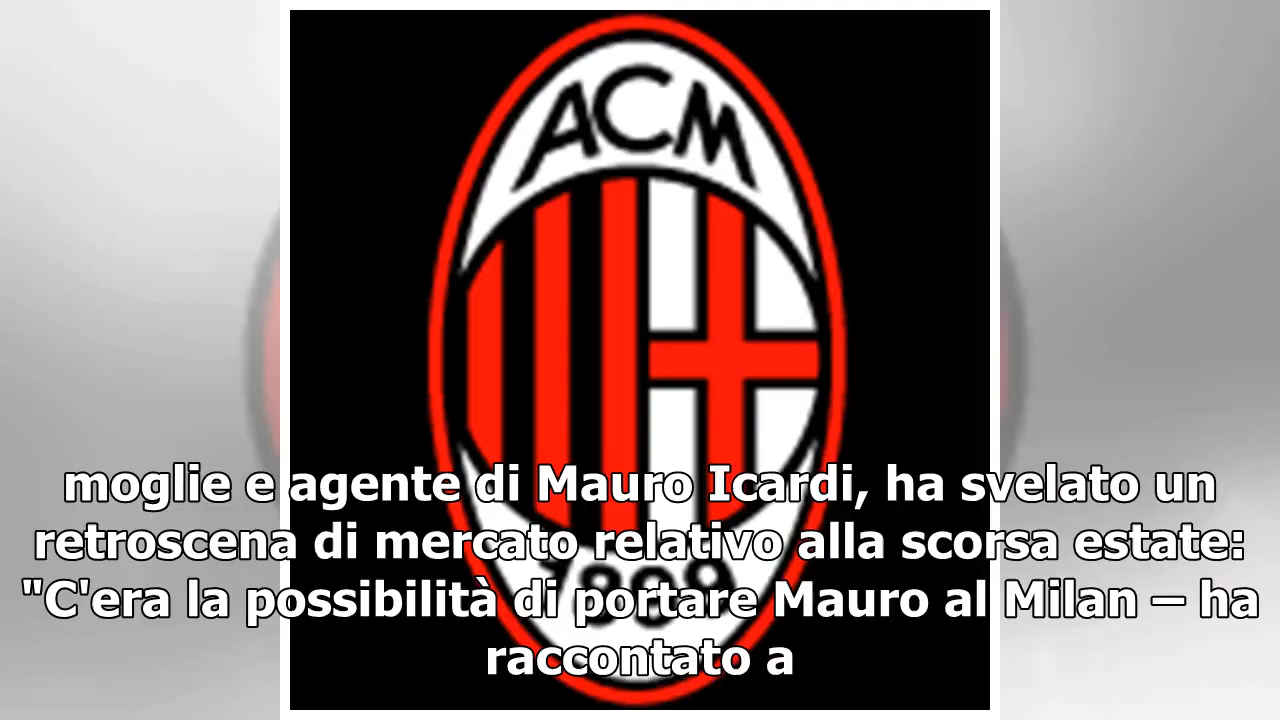 ACM
moglie e agente di Mauro Icardi, ha svelato un
retroscena di mercato relativo alla scorsa estate:
"C'era la possibilità di portare Mauro al Milan – ha
1899
raccontato a